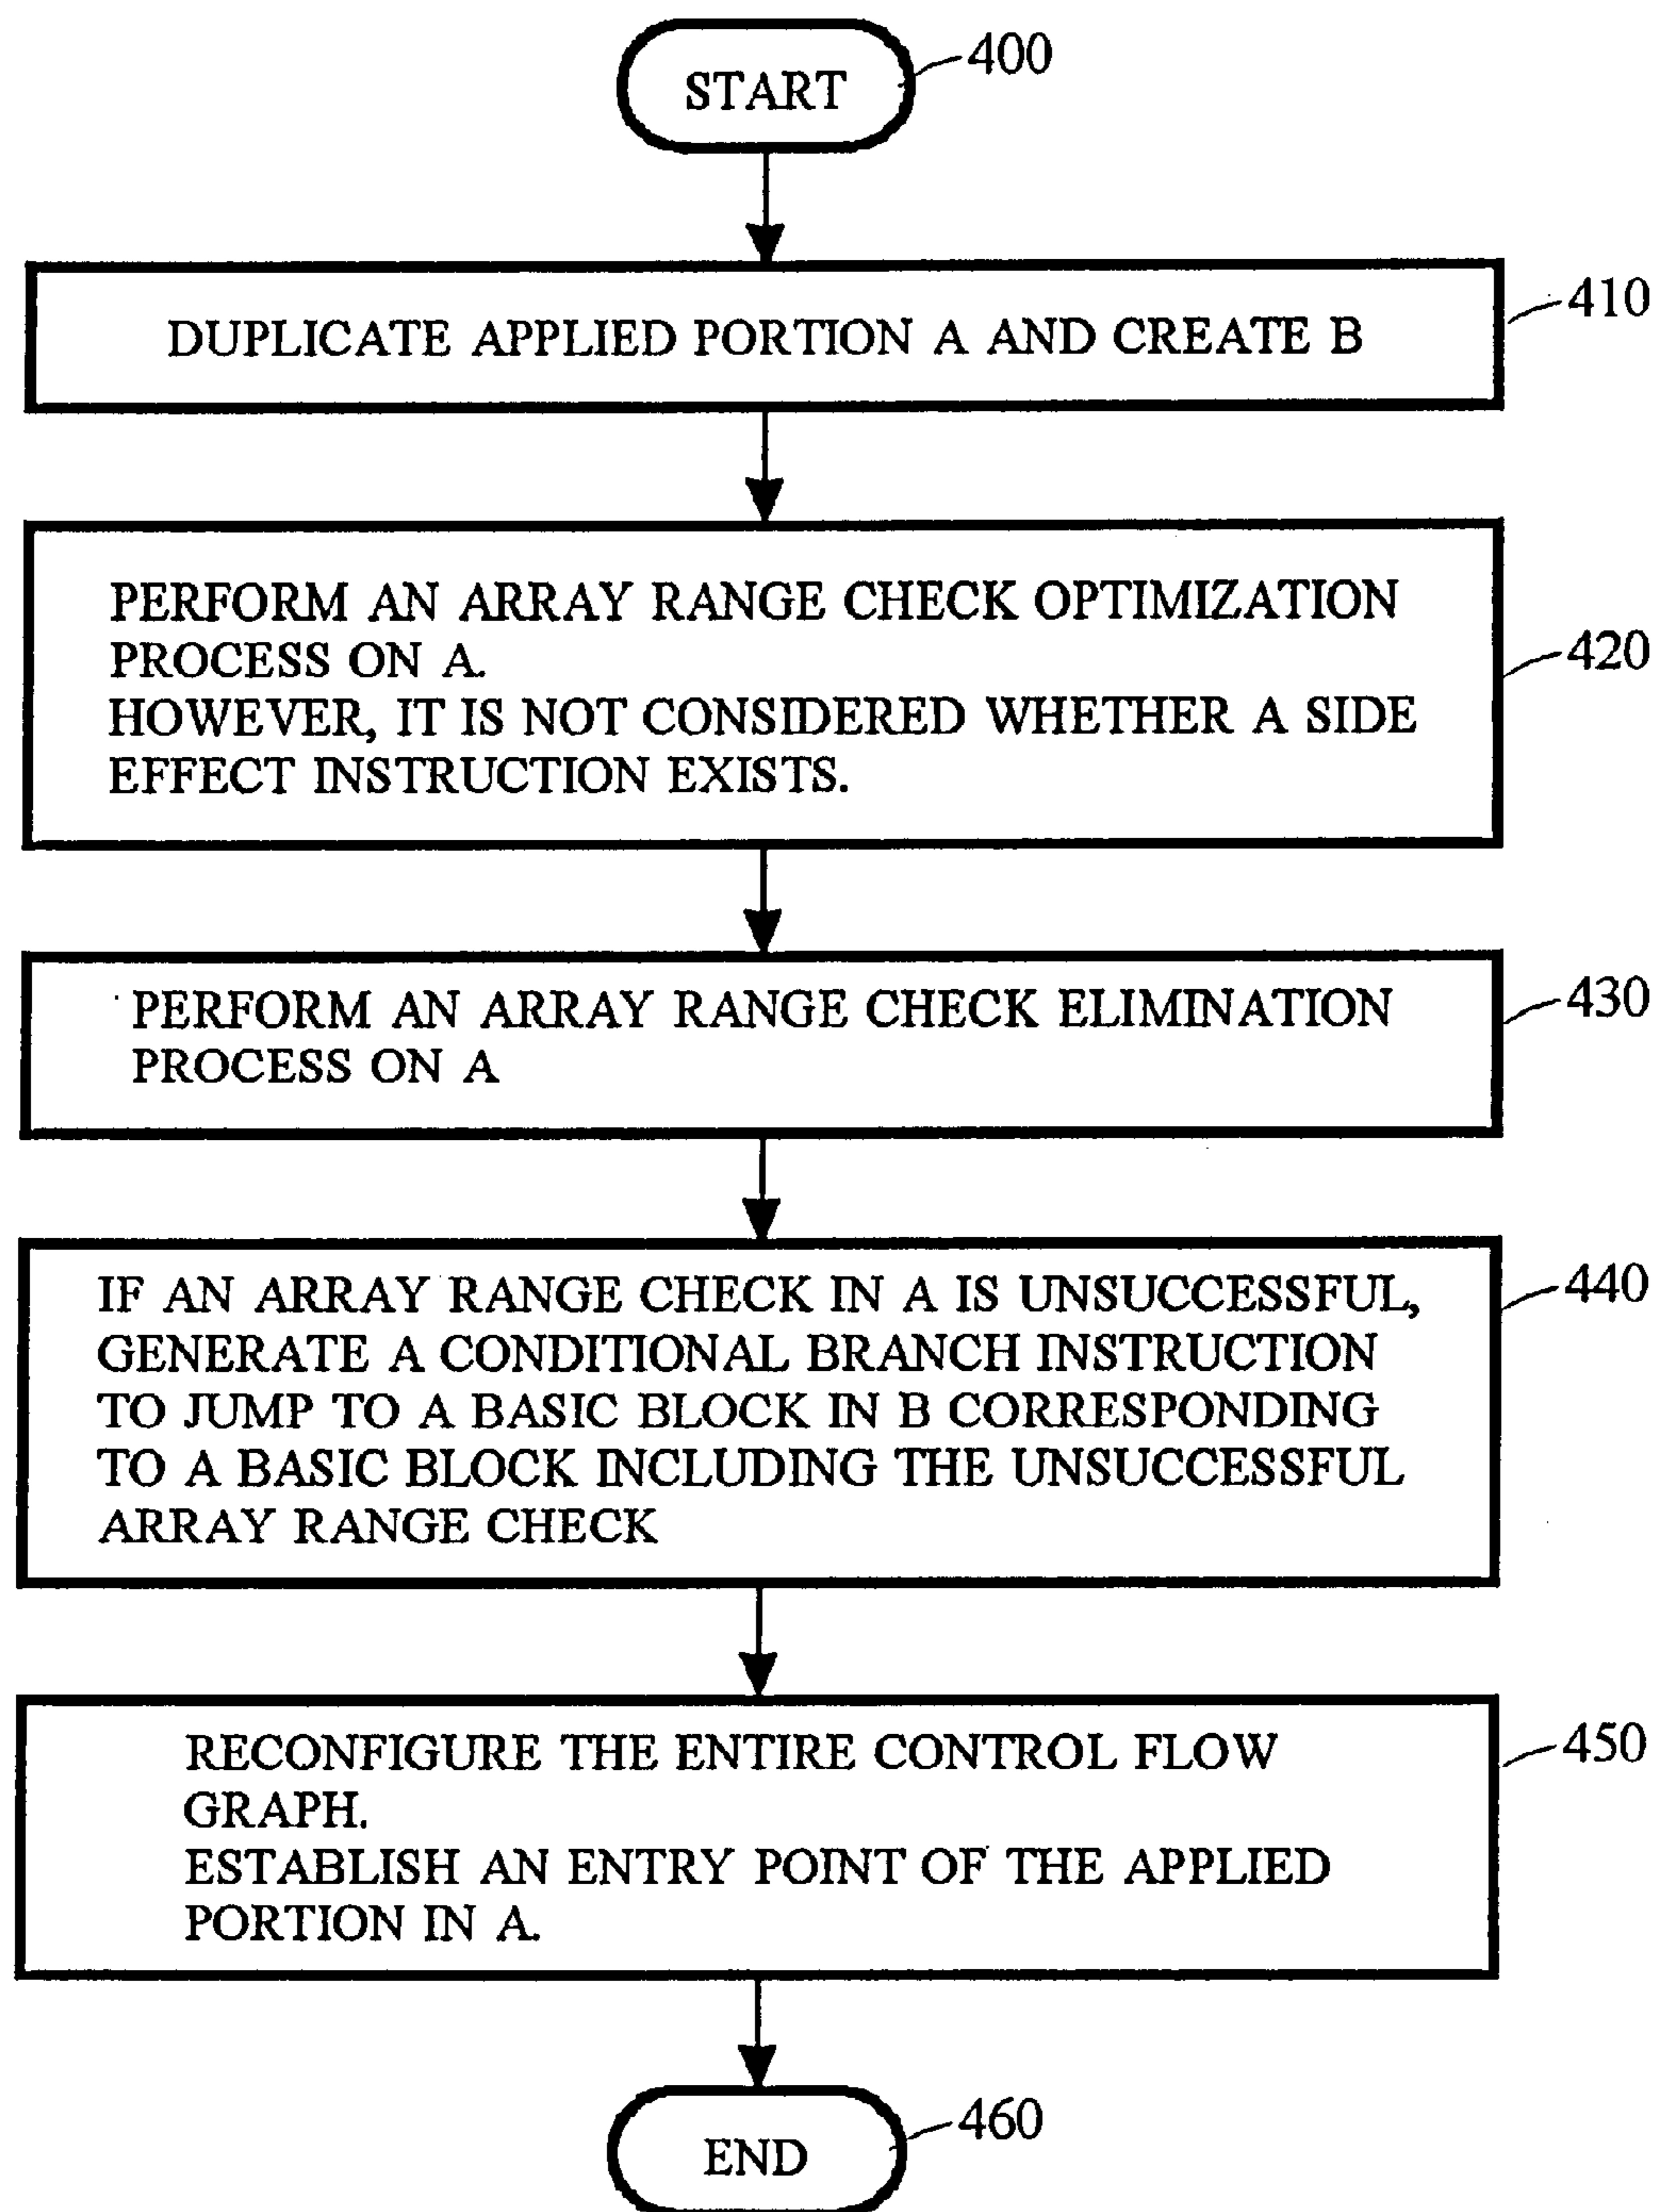 START
400
DUPLICATE APPLIED PORTION A AND CREATE B
410
PERFORM AN ARRAY RANGE CHECK OPTIMIZATION
PROCESS ON A.
HOWEVER, IT IS NOT CONSIDERED WHETHER A SIDE
EFFECT INSTRUCTION EXISTS.
420
PERFORM AN ARRAY RANGE CHECK ELIMINATION
PROCESS ON A
430
IF AN ARRAY RANGE CHECK IN A IS UNSUCCESSFUL,
GENERATE A CONDITIONAL BRANCH INSTRUCTION
TO JUMP TO A BASIC BLOCK IN B CORRESPONDING
TO A BASIC BLOCK INCLUDING THE UNSUCCESSFUL
ARRAY RANGE CHECK
440
RECONFIGURE THE ENTIRE CONTROL FLOW
GRAPH.
ESTABLISH AN ENTRY POINT OF THE APPLIED
PORTION IN A.
450
END
460